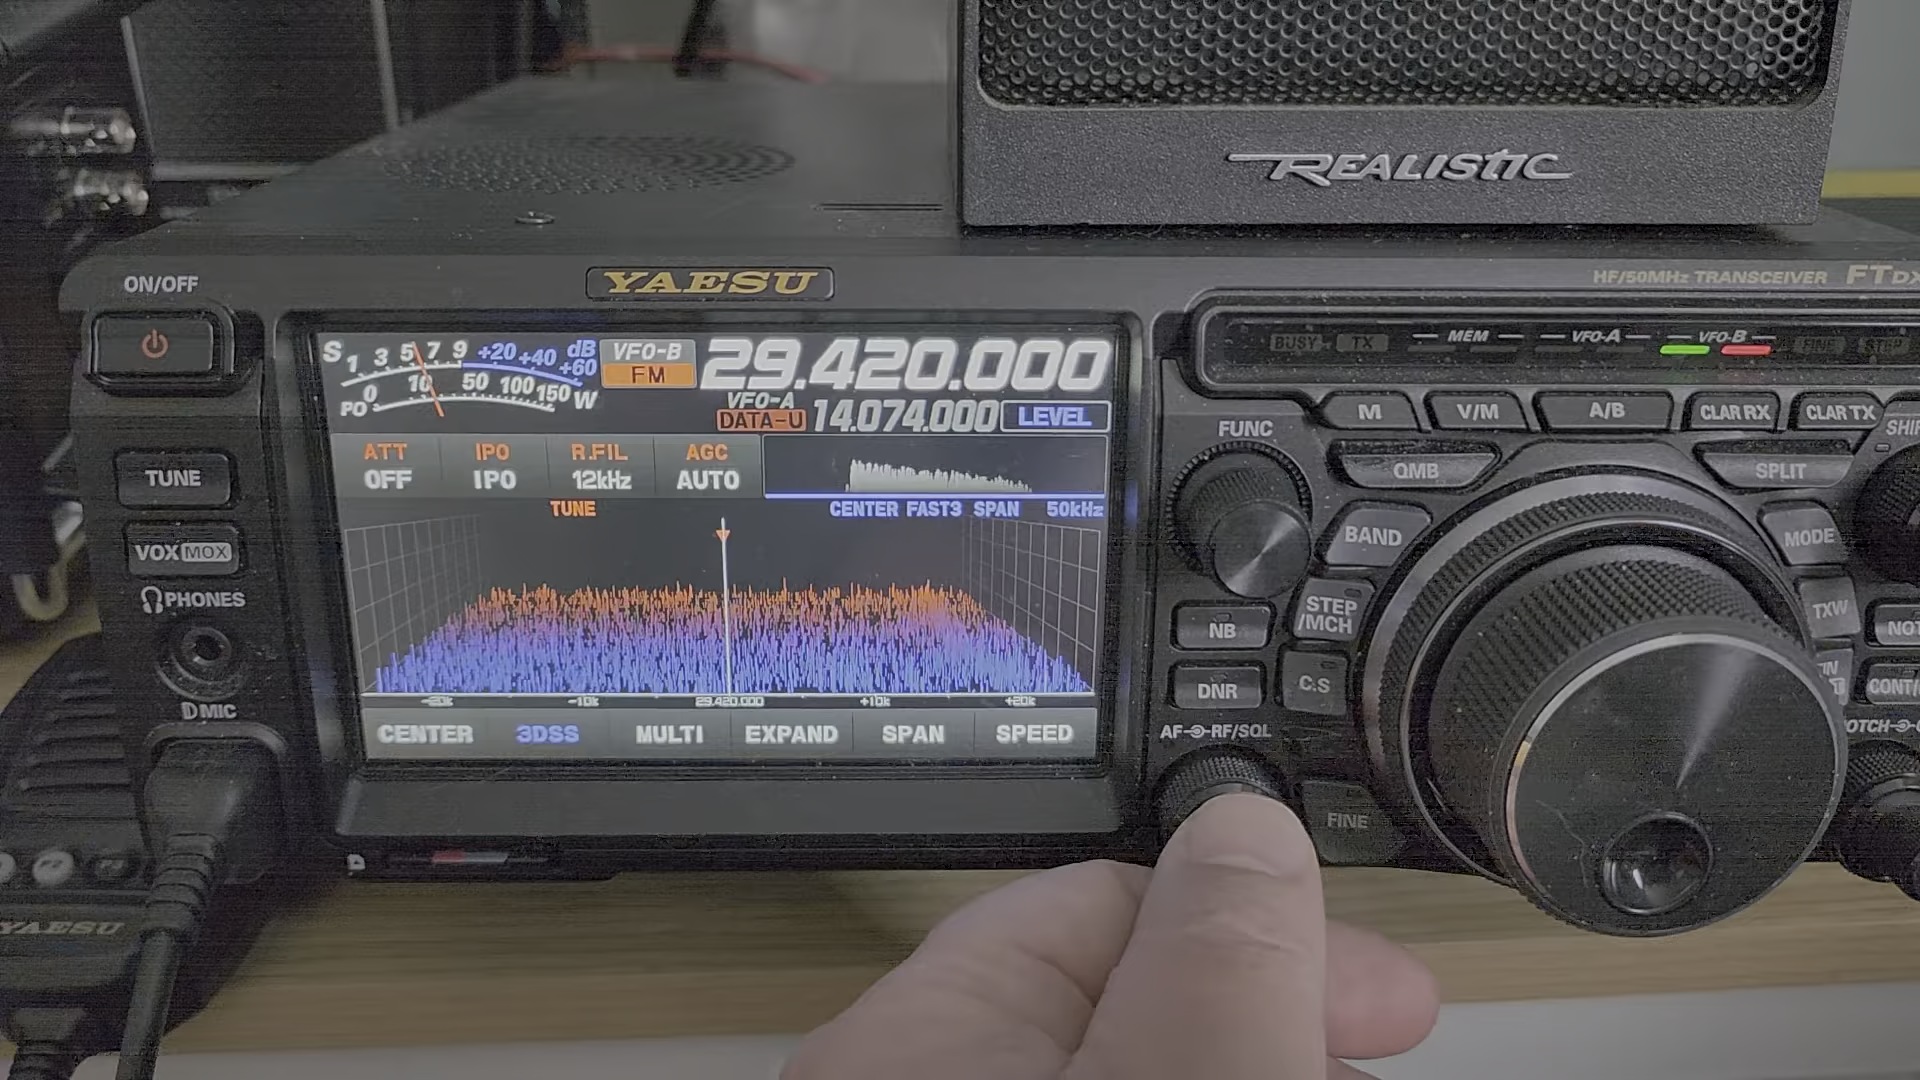 REALISTIC
HF/50MHz TRANSCEIVER FTDX
ON/OFF
YAESU
S 1 3 5 7 9 +20 +40 +60 dB
PO 0 10 50 100 150 W
VFO-B
FM
29.420.000
VFO-A
DATA-U
14.074.000
LEVEL
BUSY TX
MEM
VFO-A
VFO-B
FINE
STEP
M
V/M
A/B
CLAR RX
CLAR TX
FUNC
QMB
SPLIT
ATT
OFF
IPO
IPO
R.FIL
12kHz
AGC
AUTO
TUNE
TUNE
CENTER FAST3 SPAN 50kHz
BAND
MODE
VOX MOX
PHONES
STEP
/MCH
TXW
NB
DNR
C.S
D MIC
-20k -10k 29.420.000 +10k +20k
CENTER
3DSS
MULTI
EXPAND
SPAN
SPEED
AF RF/SQL
FINE
YAESU